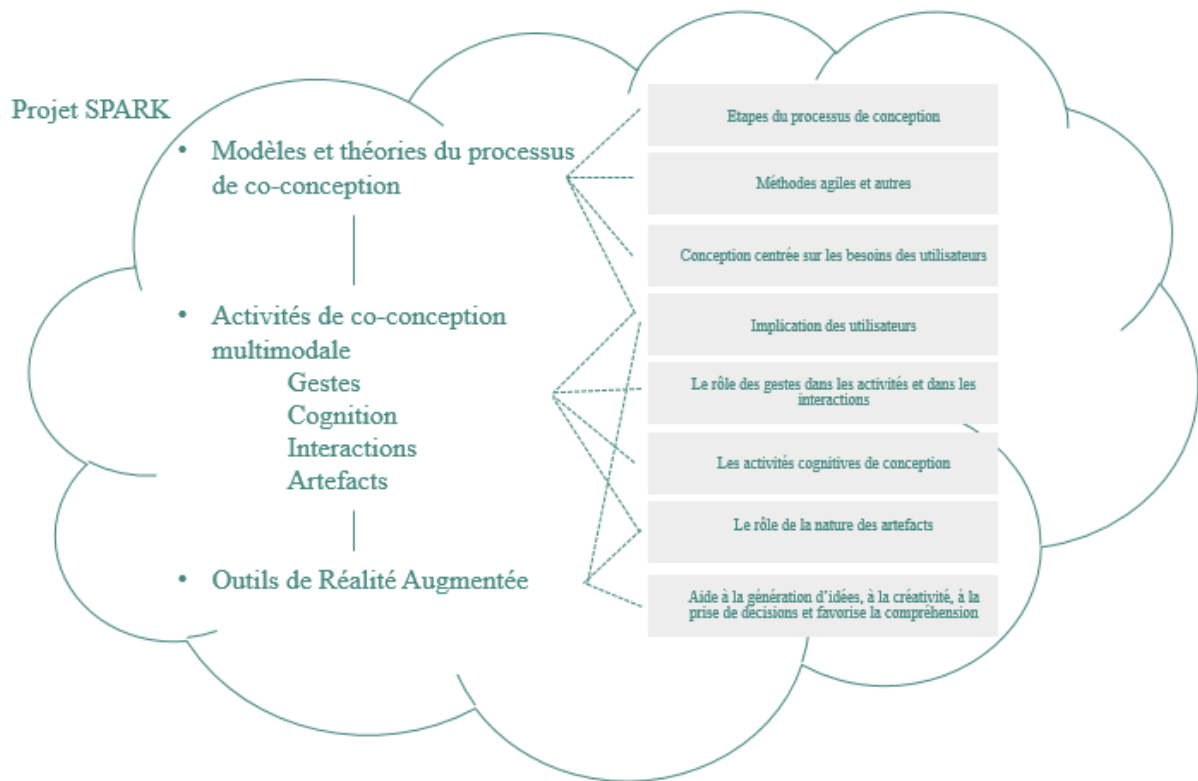 Projet SPARK
• Modèles et théories du processus
de co-conception
• Activités de co-conception
multimodale
Gestes
Cognition
Interactions
Artefacts
• Outils de Réalité Augmentée
Etapes du processus de conception
Méthodes agiles et autres
Conception centrée sur les besoins des utilisateurs
Implication des utilisateurs
Le rôle des gestes dans les activités et dans les
interactions
Les activités cognitives de conception
Le rôle de la nature des artefacts
Aide à la génération d'idées, à la créativité, à la
prise de décisions et favorise la compréhension